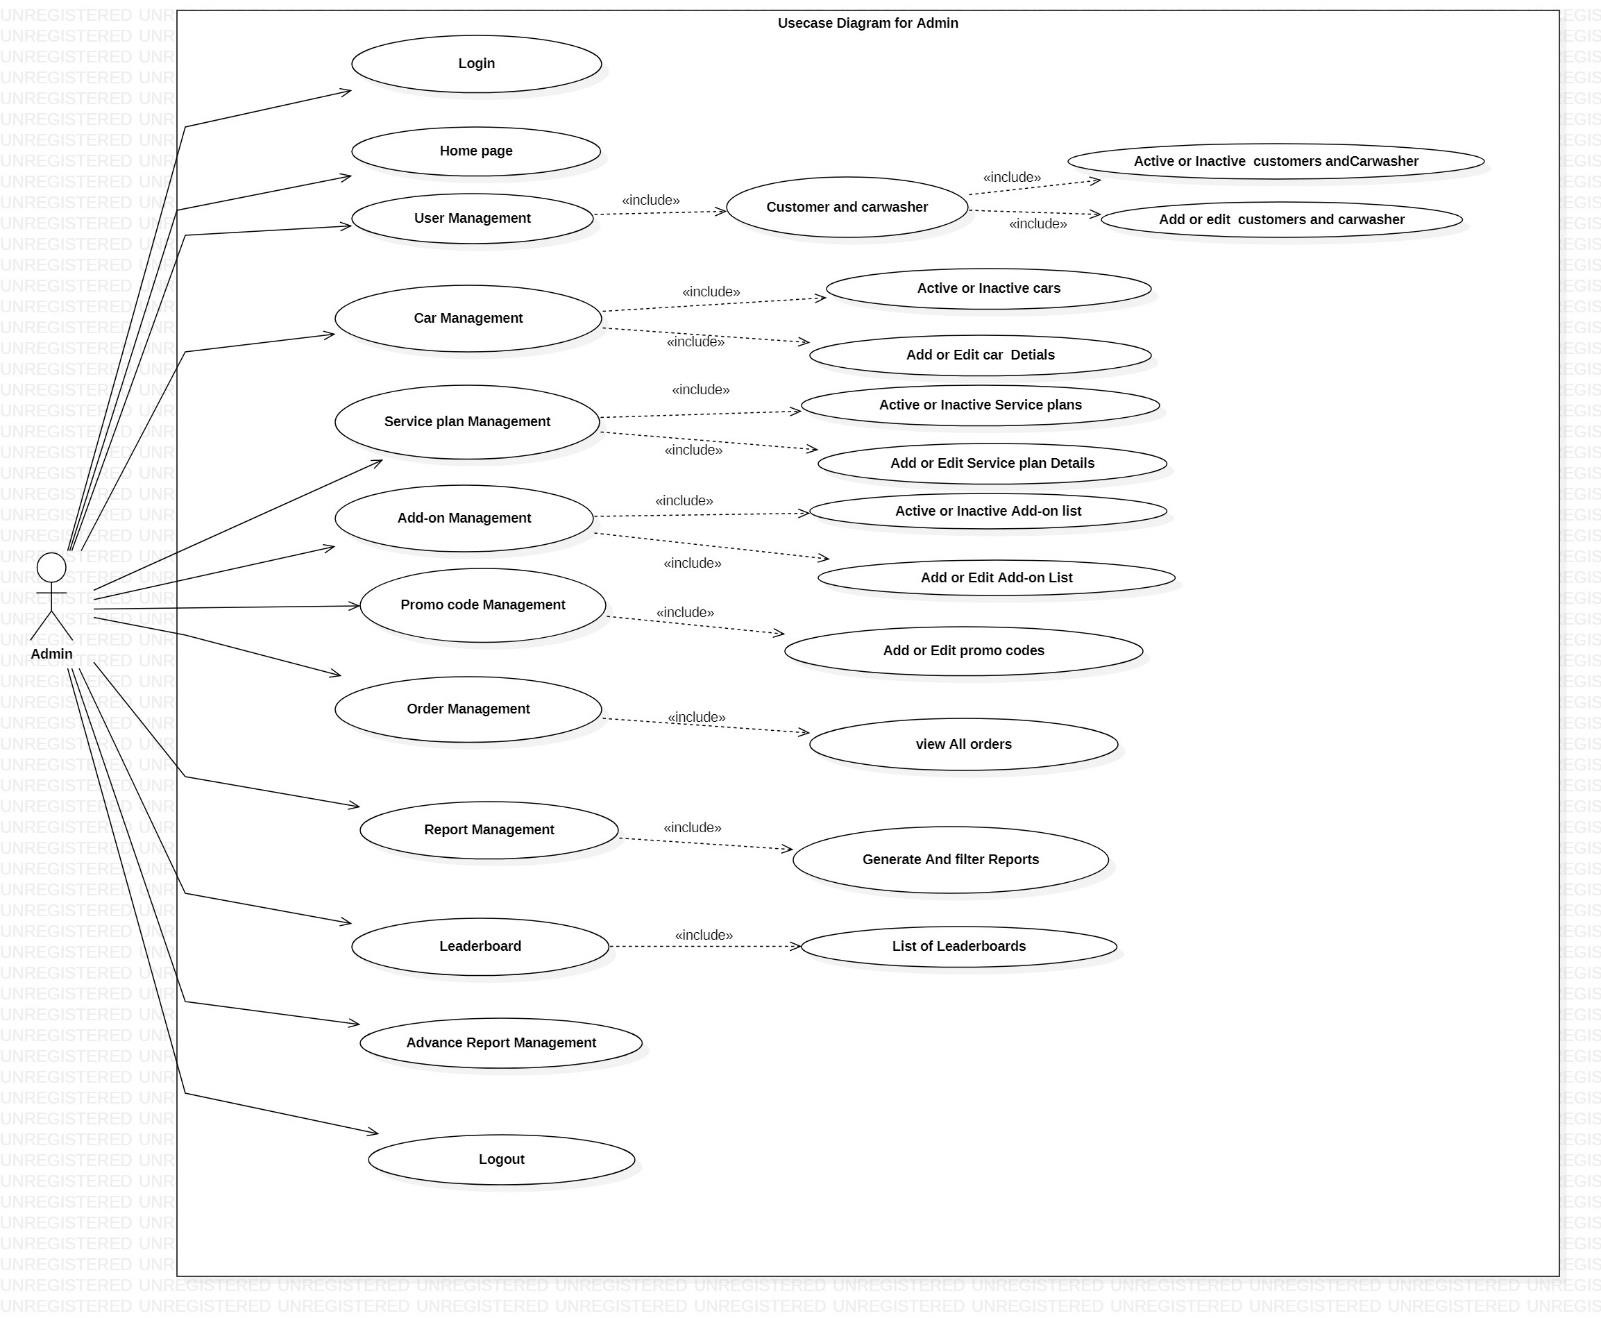 Usecase Diagram for Admin
Login
Home page
User Management
«include»
Customer and carwasher
«include»
Active or Inactive  customers andCarwasher
«include»
Add or edit  customers and carwasher
Car Management
«include»
Active or Inactive cars
«include»
Add or Edit car  Detials
Service plan Management
«include»
Active or Inactive Service plans
«include»
Add or Edit Service plan Details
Add-on Management
«include»
Active or Inactive Add-on list
«include»
Add or Edit Add-on List
Promo code Management
«include»
Add or Edit promo codes
Admin
Order Management
«include»
view All orders
Report Management
«include»
Generate And filter Reports
Leaderboard
«include»
List of Leaderboards
Advance Report Management
Logout
UNREGISTERED UNREGISTERED UNREGISTERED UNREGISTERED UNREGISTERED UNREGISTERED UNREGISTERED UNREGISTERED UNREGISTERED UNREGISTERED UNREGISTERED UNREGIS